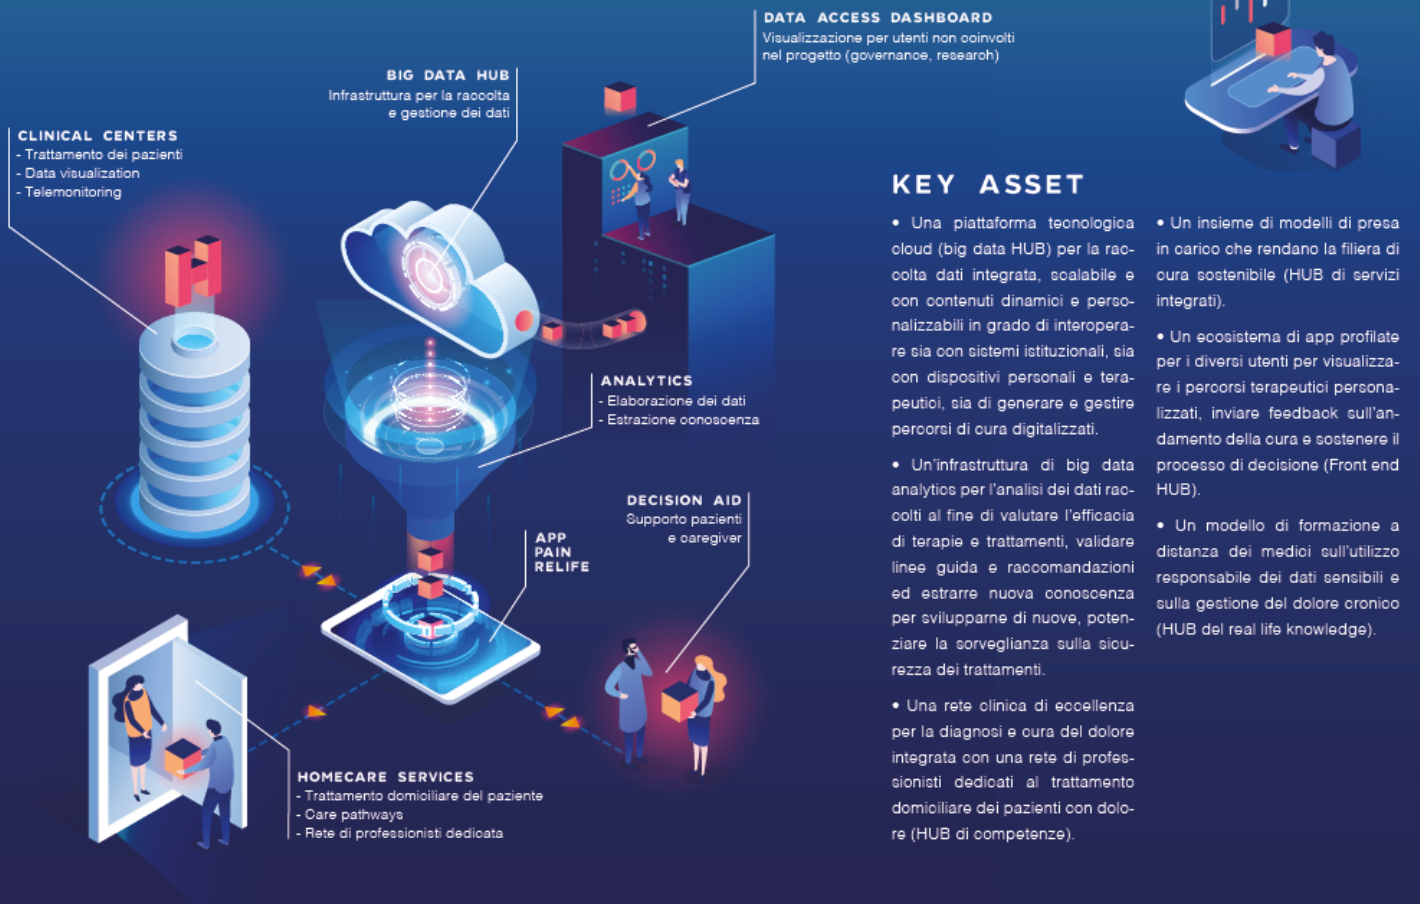 DATA ACCESS DASHBOARD
Visualizzazione per utenti non coinvolti
nel progetto (governance, research)
BIG DATA HUB
Infrastruttura per la raccolta
e gestione dei dati
CLINICAL CENTERS
- Trattamento dei pazienti
- Data visualization
- Telemonitoring
ANALYTICS
- Elaborazione dei dati
- Estrazione conoscenza
DECISION AID
Supporto pazienti
e caregiver
APP
PAIN
RELIFE
HOMECARE SERVICES
- Trattamento domiciliare del paziente
- Care pathways
- Rete di professionisti dedicata
KEY ASSET
• Una piattaforma tecnologica
cloud (big data HUB) per la rac-
colta dati integrata, scalabile e
con contenuti dinamici e perso-
nalizzabili in grado di interopera-
re sia con sistemi istituzionali, sia
con dispositivi personali e tera-
peutici, sia di generare e gestire
percorsi di cura digitalizzati.
• Un'infrastruttura di big data
analytics per l'analisi dei dati rac-
colti al fine di valutare l'efficacia
di terapie e trattamenti, validare
linee guida e raccomandazioni
ed estrarre nuova conoscenza
per svilupparne di nuove, poten-
ziare la sorveglianza sulla sicu-
rezza dei trattamenti.
• Una rete clinica di eccellenza
per la diagnosi e cura del dolore
integrata con una rete di profes-
sionisti dedicati al trattamento
domiciliare dei pazienti con dolo-
re (HUB di competenze).
• Un insieme di modelli di presa
in carico che rendano la filiera di
cura sostenibile (HUB di servizi
integrati).
• Un ecosistema di app profilate
per i diversi utenti per visualizza-
re i percorsi terapeutici persona-
lizzati, inviare feedback sull'an-
damento della cura e sostenere il
processo di decisione (Front end
HUB).
• Un modello di formazione a
distanza dei medici sull'utilizzo
responsabile dei dati sensibili e
sulla gestione del dolore cronico
(HUB del real life knowledge).